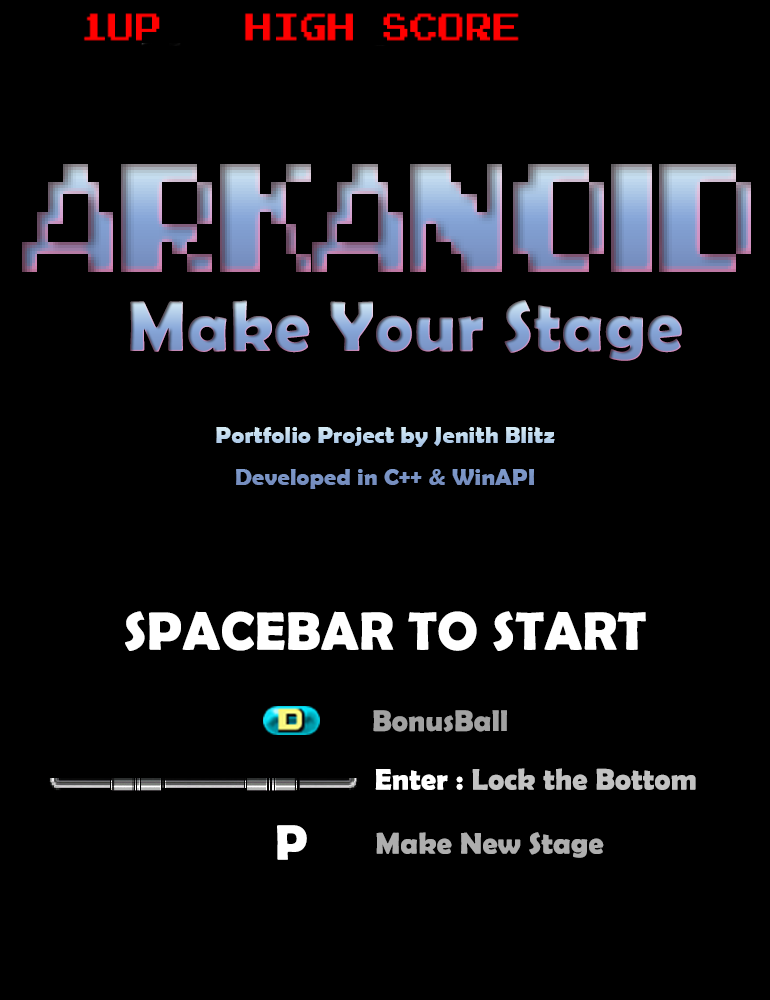 1UP HIGH SCORE
ARKANOID
Make Your Stage
Portfolio Project by Jenith Blitz
Developed in C++ & WinAPI
SPACEBAR TO START
D BonusBall
Enter : Lock the Bottom
P Make New Stage